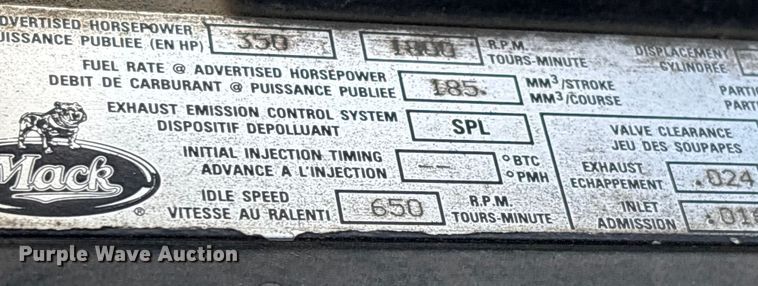 ADVERTISED HORSEPOWER 350 1800 R.P.M. DISPLACEMENT
PUISSANCE PUBLIEE (EN HP) TOURS-MINUTE CYLINDRÉE
FUEL RATE @ ADVERTISED HORSEPOWER 185. MM³/STROKE
DEBIT DE CARBURANT @ PUISSANCE PUBLIEE MM³/COURSE
EXHAUST EMISSION CONTROL SYSTEM SPL
DISPOSITIF DEPOLLUANT
INITIAL INJECTION TIMING -- °BTC
AVANCE A L'INJECTION °PMH
IDLE SPEED 650 R.P.M.
VITESSE AU RALENTI TOURS-MINUTE
VALVE CLEARANCE
JEU DES SOUPAPES
EXHAUST .024
ECHAPPEMENT
INLET
ADMISSION
Mack
®
Purple Wave Auction